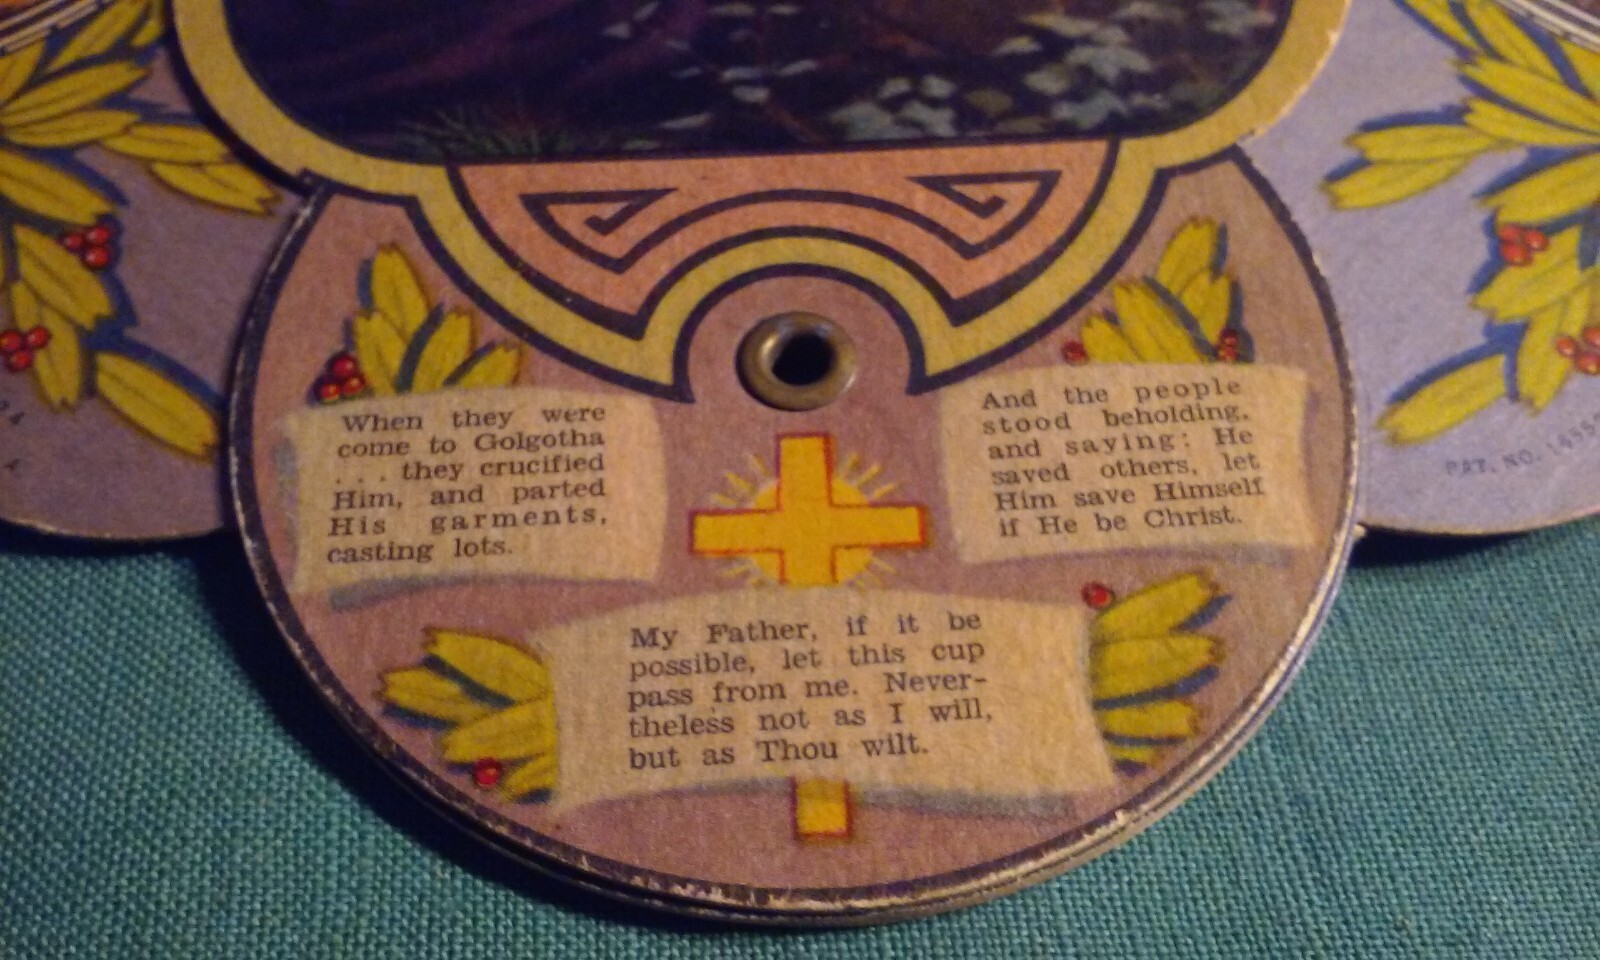 When they were
come to Golgotha
. . . they crucified
Him, and parted
His garments,
casting lots.
And the people
stood beholding,
and saying: He
saved others, let
Him save Himself
if He be Christ.
My Father, if it be
possible, let this cup
pass from me. Never-
theless not as I will,
but as Thou wilt.
PAT. NO.